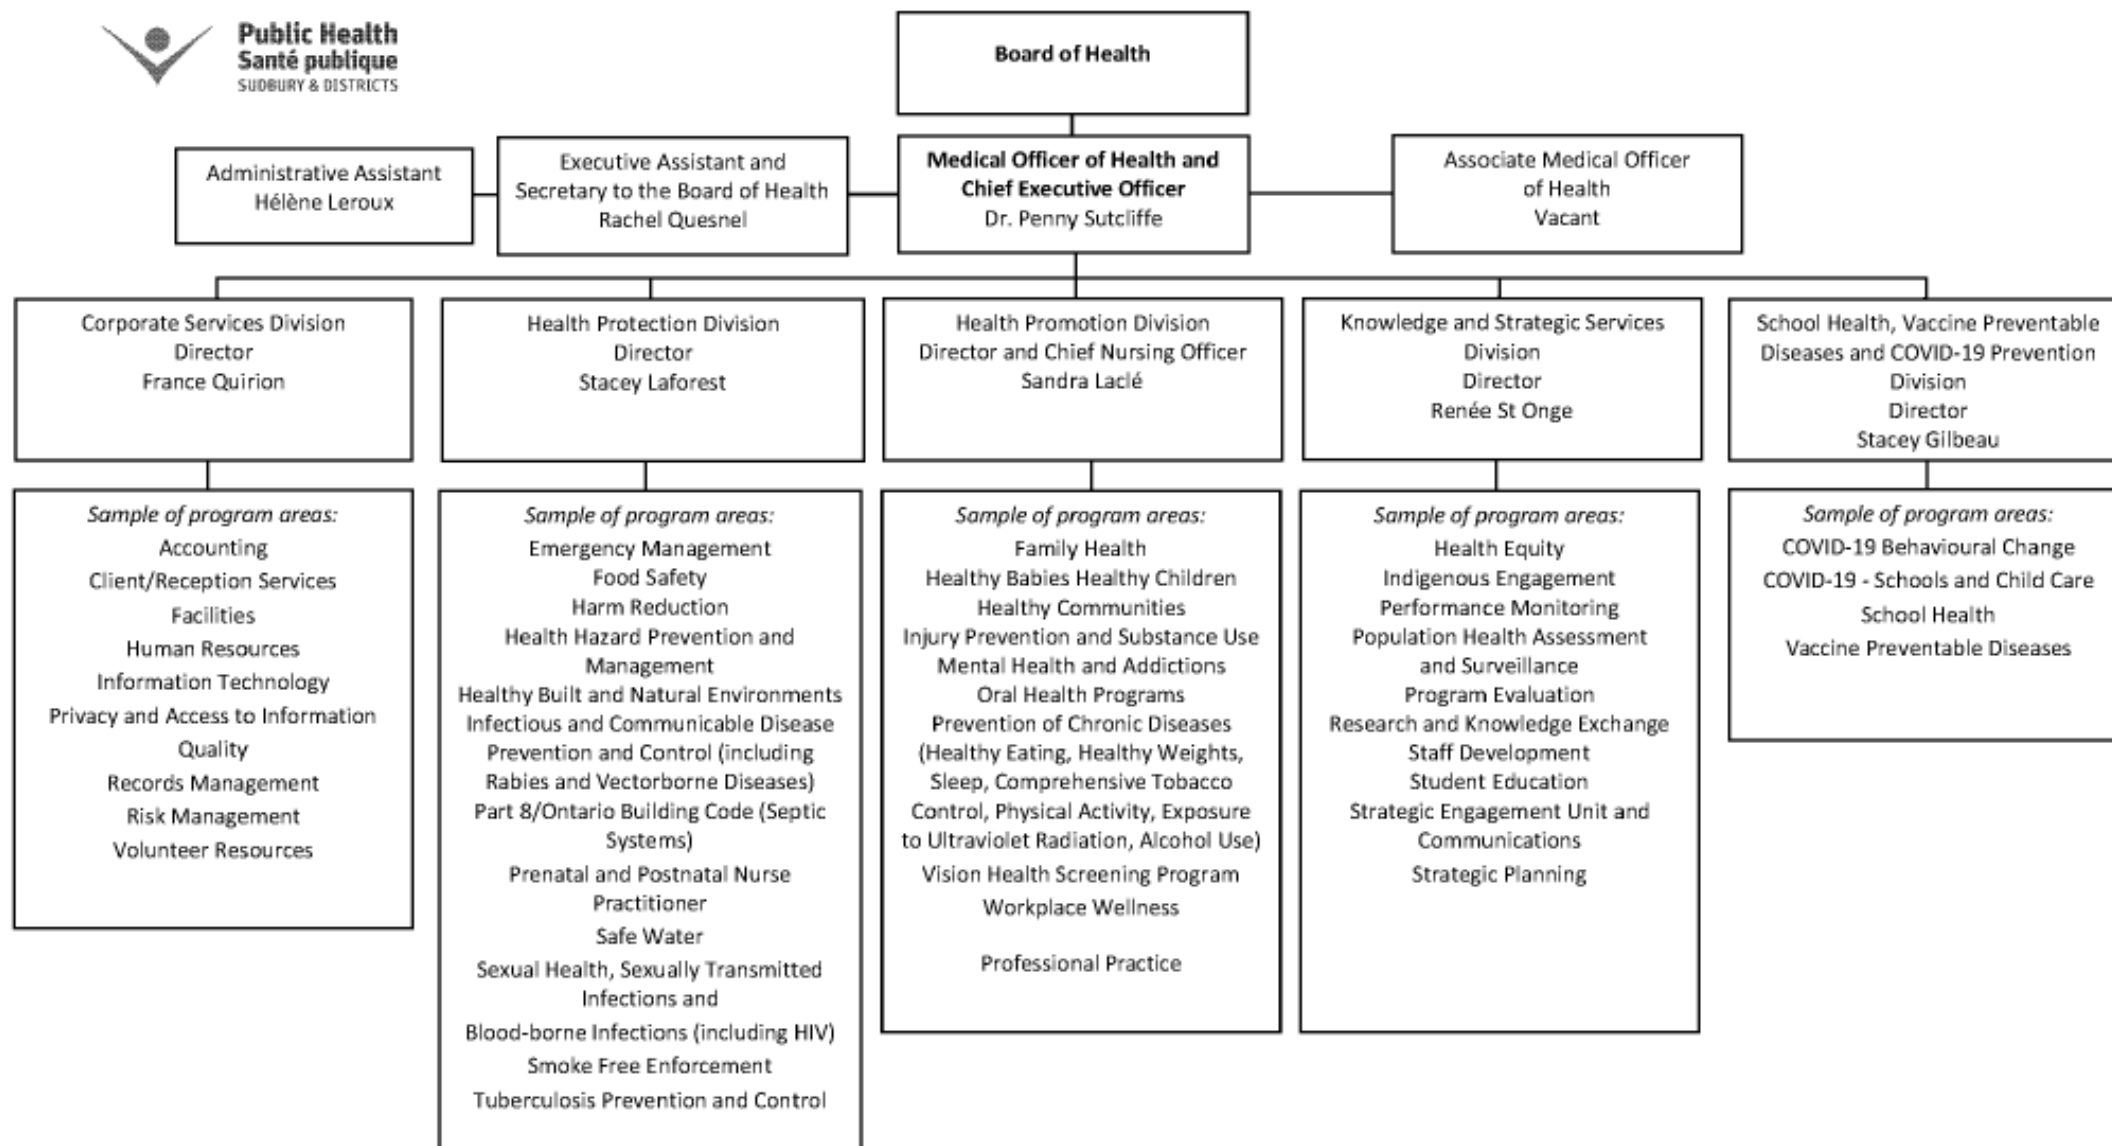 Public Health
Santé publique
SUDBURY & DISTRICTS
Board of Health
Administrative Assistant
Hélène Leroux
Executive Assistant and
Secretary to the Board of Health
Rachel Quesnel
Medical Officer of Health and
Chief Executive Officer
Dr. Penny Sutcliffe
Associate Medical Officer
of Health
Vacant
Corporate Services Division
Director
France Quirion
Health Protection Division
Director
Stacey Laforest
Health Promotion Division
Director and Chief Nursing Officer
Sandra Laclé
Knowledge and Strategic Services
Division
Director
Renée St Onge
School Health, Vaccine Preventable
Diseases and COVID-19 Prevention
Division
Director
Stacey Gilbeau
Sample of program areas:
Accounting
Client/Reception Services
Facilities
Human Resources
Information Technology
Privacy and Access to Information
Quality
Records Management
Risk Management
Volunteer Resources
Sample of program areas:
Emergency Management
Food Safety
Harm Reduction
Health Hazard Prevention and
Management
Healthy Built and Natural Environments
Infectious and Communicable Disease
Prevention and Control (including
Rabies and Vectorborne Diseases)
Part 8/Ontario Building Code (Septic
Systems)
Prenatal and Postnatal Nurse
Practitioner
Safe Water
Sexual Health, Sexually Transmitted
Infections and
Blood-borne Infections (including HIV)
Smoke Free Enforcement
Tuberculosis Prevention and Control
Sample of program areas:
Family Health
Healthy Babies Healthy Children
Healthy Communities
Injury Prevention and Substance Use
Mental Health and Addictions
Oral Health Programs
Prevention of Chronic Diseases
(Healthy Eating, Healthy Weights,
Sleep, Comprehensive Tobacco
Control, Physical Activity, Exposure
to Ultraviolet Radiation, Alcohol Use)
Vision Health Screening Program
Workplace Wellness
Professional Practice
Sample of program areas:
Health Equity
Indigenous Engagement
Performance Monitoring
Population Health Assessment
and Surveillance
Program Evaluation
Research and Knowledge Exchange
Staff Development
Student Education
Strategic Engagement Unit and
Communications
Strategic Planning
Sample of program areas:
COVID-19 Behavioural Change
COVID-19 - Schools and Child Care
School Health
Vaccine Preventable Diseases